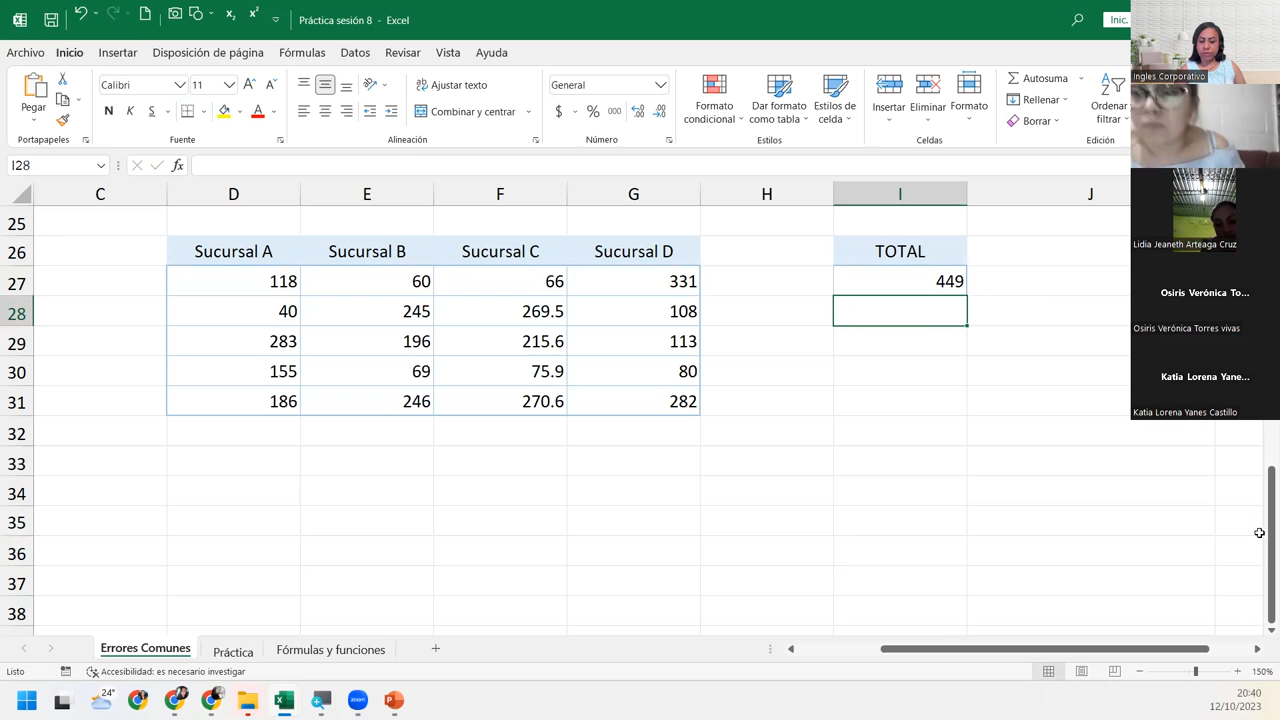 Práctica sesión 8 - Excel
Inic.
Archivo Inicio Insertar Disposición de página Fórmulas Datos Revisar Vista Ayuda
Pegar
Calibri 11
N K S
Ajustar texto
Combinar y centrar
General
$ % 000
Formato condicional
Dar formato como tabla
Estilos de celda
Insertar
Eliminar
Formato
Autosuma
Rellenar
Borrar
Ordenar
filtración
Portapapeles Fuente Alineación Número Estilos Celdas Edición
I28 fx
C D E F G H I J
25
26 Sucursal A Sucursal B Sucursal C Sucursal D TOTAL
27 118 60 66 331 449
28 40 245 269.5 108
29 283 196 215.6 113
30 155 69 75.9 80
31 186 246 270.6 282
32
33
34
35
36
37
38
Ingles Corporativo
Lidia Jeaneth Arteaga Cruz
Osiris Verónica To...
Osiris Verónica Torres vivas
Katia Lorena Yane...
Katia Lorena Yanes Castillo
Errores Comunes Práctica Fórmulas y funciones
Listo Accesibilidad: es necesario investigar 150%
24°
zoom
20:40
12/10/2023